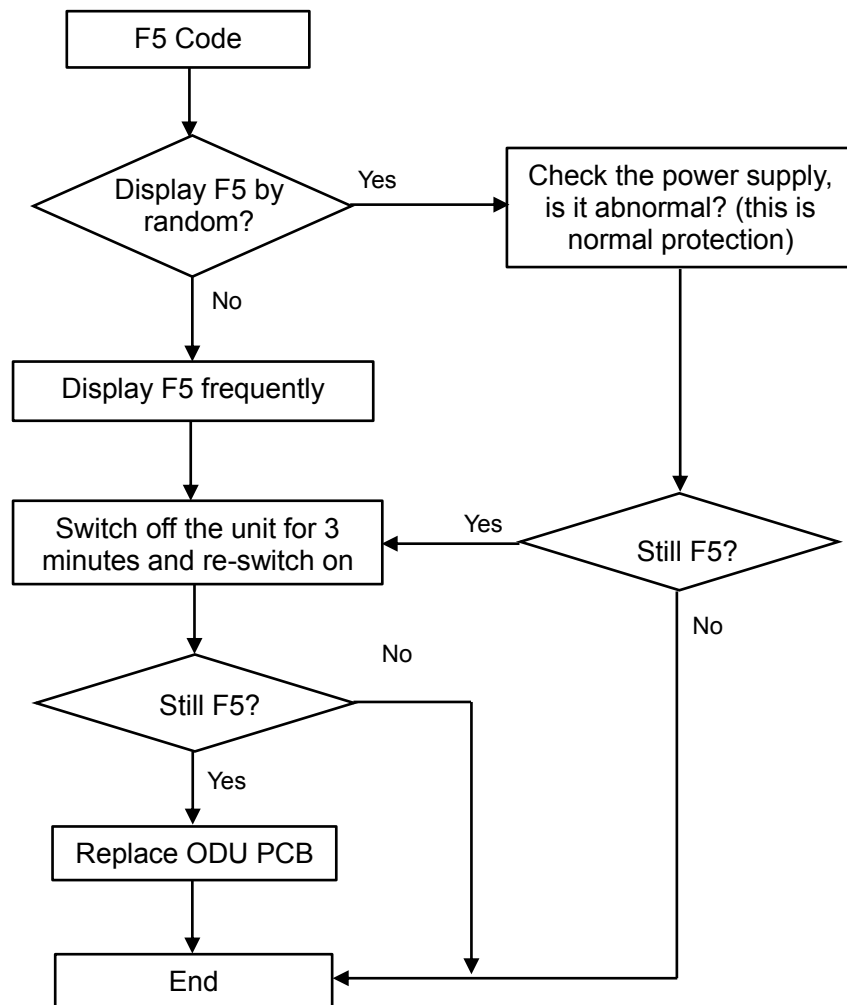 F5 Code
Display F5 by
random?
Yes
Check the power supply,
is it abnormal? (this is
normal protection)
No
Display F5 frequently
Switch off the unit for 3
minutes and re-switch on
Yes
Still F5?
No
No
Still F5?
Yes
Replace ODU PCB
End